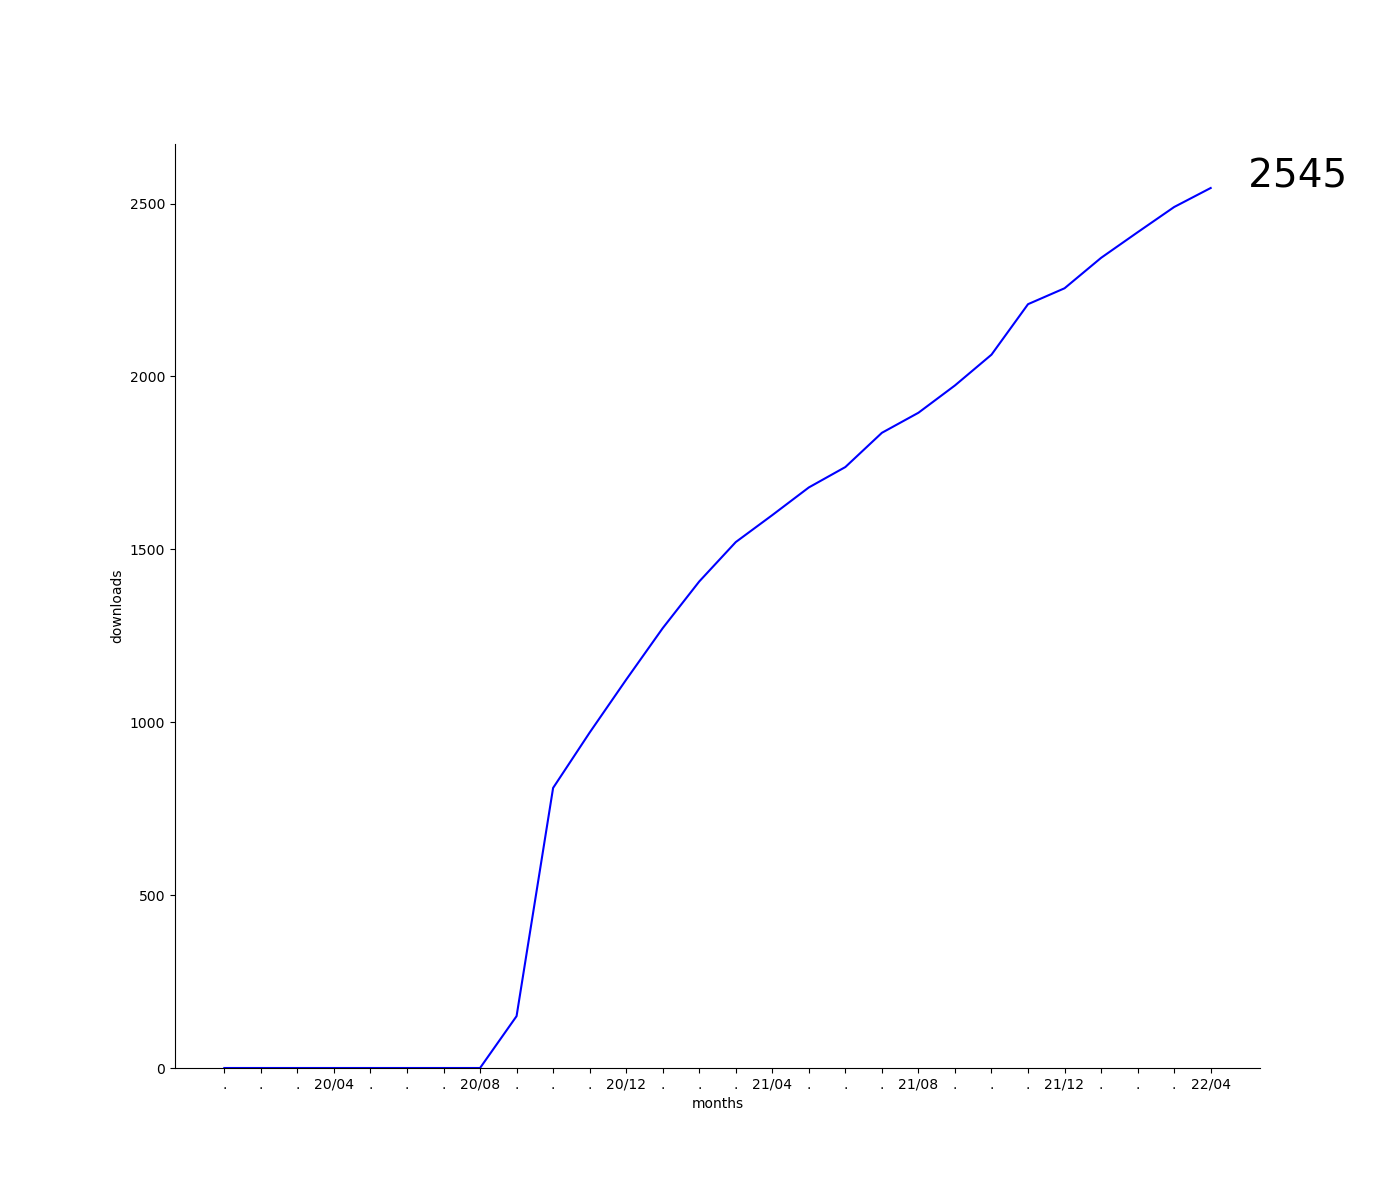 2545
2500
2000
1500
1000
500
0
downloads
. . . 20/04 . . . 20/08 . . . 20/12 . . . 21/04 . . . 21/08 . . . 21/12 . . . 22/04
months